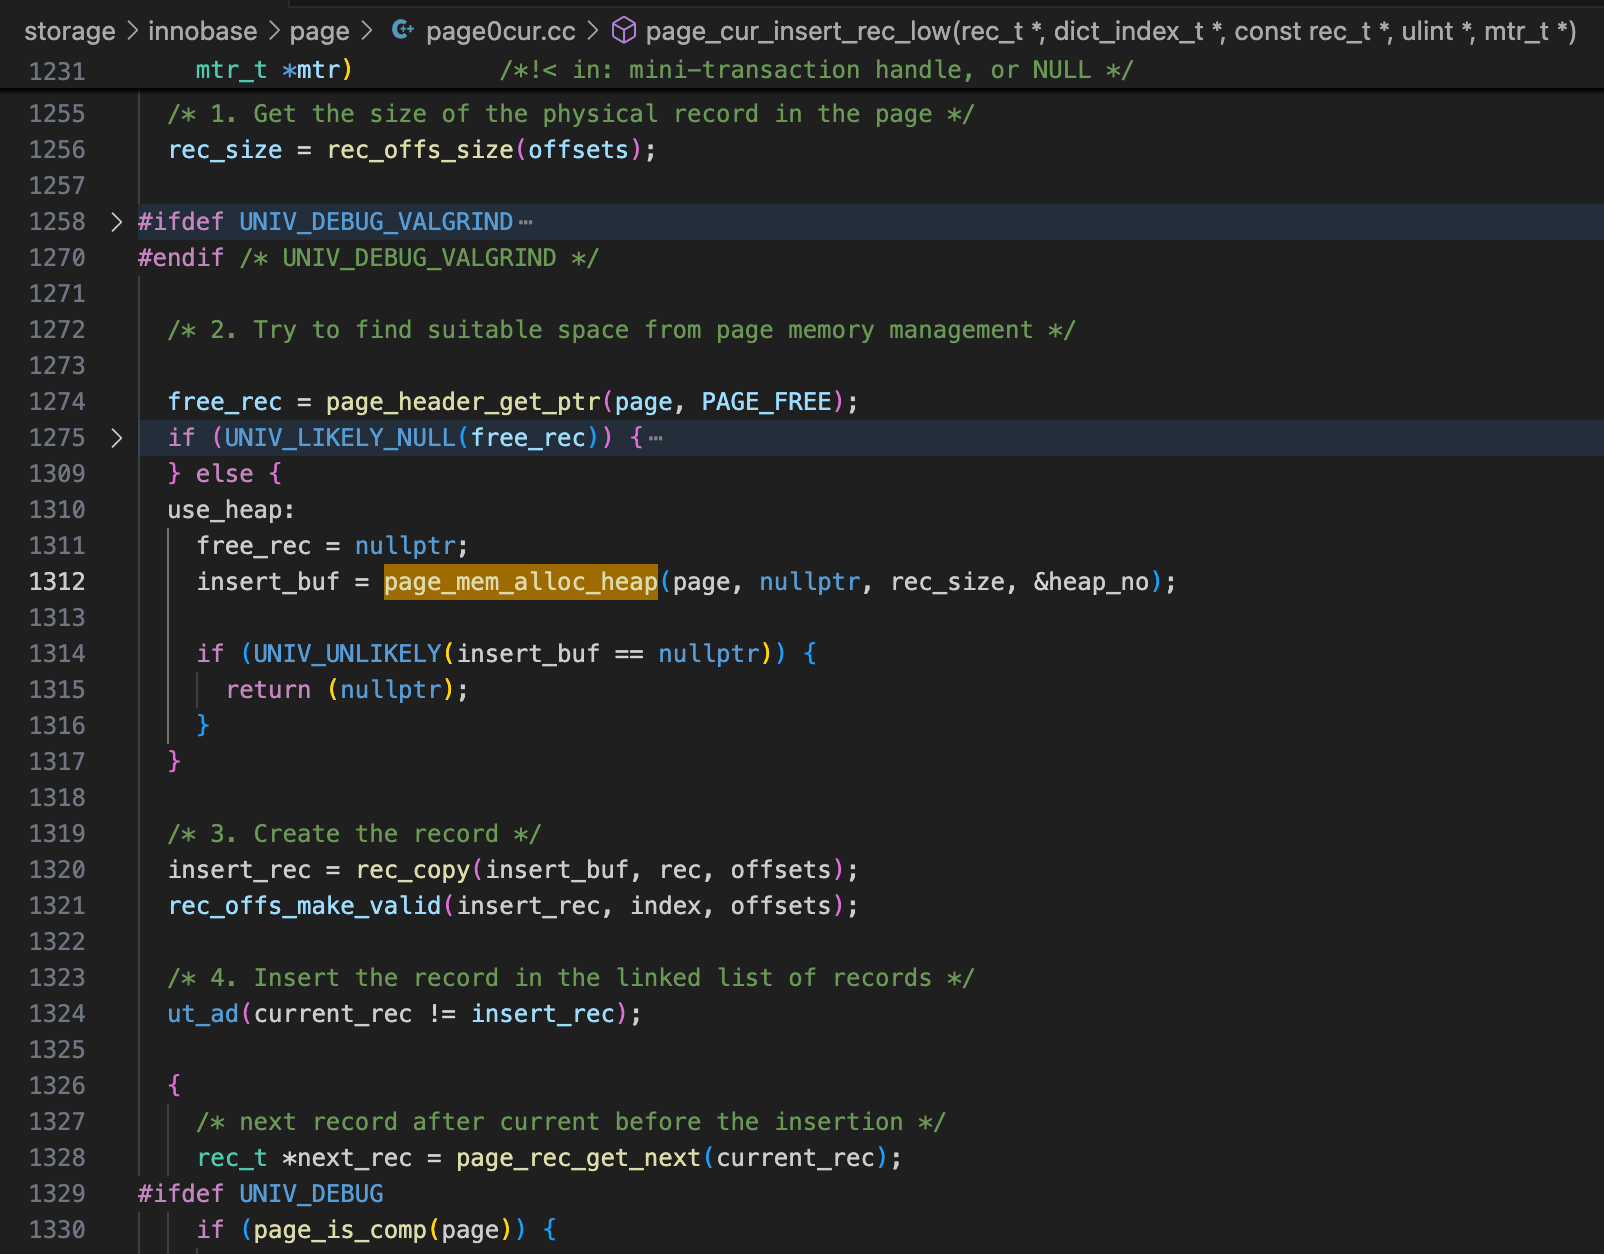 storage > innobase > page > page0cur.cc > page_cur_insert_rec_low(rec_t *, dict_index_t *, const rec_t *, ulint *, mtr_t *)
1231 mtr_t *mtr) /*!< in: mini-transaction handle, or NULL */
1255 /* 1. Get the size of the physical record in the page */
1256 rec_size = rec_offs_size(offsets);
1257
1258 > #ifdef UNIV_DEBUG_VALGRIND ⋯
1270 #endif /* UNIV_DEBUG_VALGRIND */
1271
1272 /* 2. Try to find suitable space from page memory management */
1273
1274 free_rec = page_header_get_ptr(page, PAGE_FREE);
1275 > if (UNIV_LIKELY_NULL(free_rec)) { ⋯
1309 } else {
1310 use_heap:
1311 free_rec = nullptr;
1312 insert_buf = page_mem_alloc_heap(page, nullptr, rec_size, &heap_no);
1313
1314 if (UNIV_UNLIKELY(insert_buf == nullptr)) {
1315 return (nullptr);
1316 }
1317 }
1318
1319 /* 3. Create the record */
1320 insert_rec = rec_copy(insert_buf, rec, offsets);
1321 rec_offs_make_valid(insert_rec, index, offsets);
1322
1323 /* 4. Insert the record in the linked list of records */
1324 ut_ad(current_rec != insert_rec);
1325
1326 {
1327 /* next record after current before the insertion */
1328 rec_t *next_rec = page_rec_get_next(current_rec);
1329 #ifdef UNIV_DEBUG
1330 if (page_is_comp(page)) {